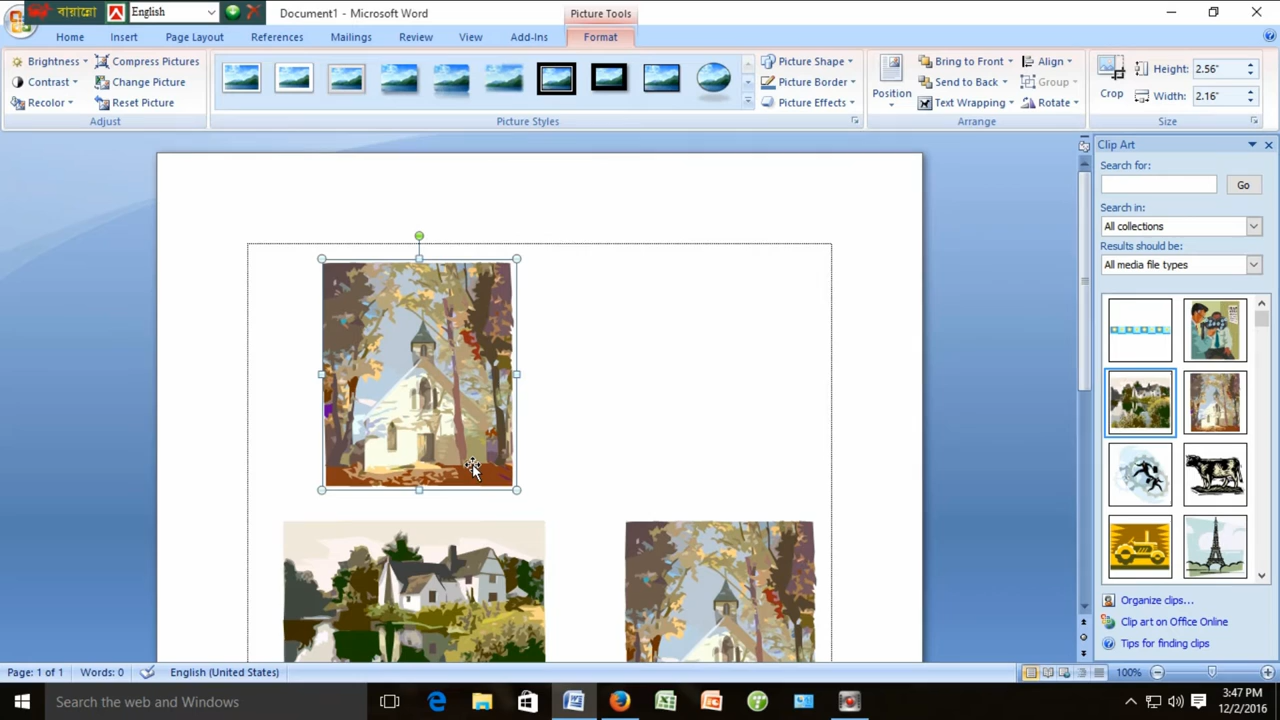 বায়ান্নো English
Document1 - Microsoft Word
Picture Tools
Home Insert Page Layout References Mailings Review View Add-Ins Format
Brightness Compress Pictures
Contrast Change Picture
Recolor Reset Picture
Adjust
Picture Shape
Picture Border
Picture Effects
Picture Styles
Position
Bring to Front Align
Send to Back Group
Text Wrapping Rotate
Arrange
Crop
Height: 2.56"
Width: 2.16"
Size
Clip Art
Search for:
Go
Search in:
All collections
Results should be:
All media file types
Organize clips...
Clip art on Office Online
Tips for finding clips
Page: 1 of 1 Words: 0 English (United States) 100%
Search the web and Windows
3:47 PM
12/2/2016